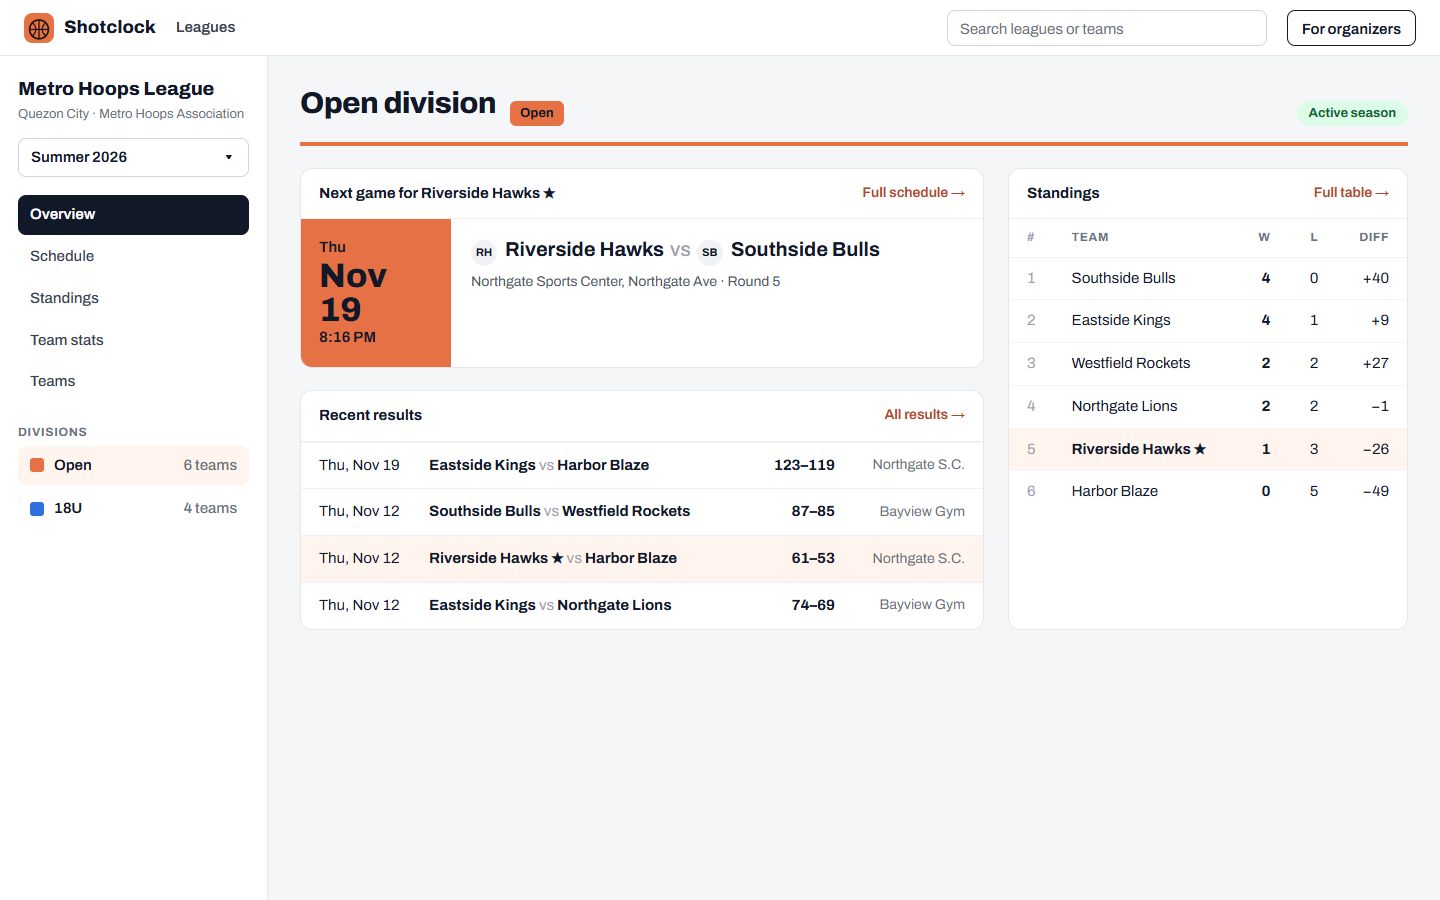 Shotclock
Leagues
Search leagues or teams
For organizers
Metro Hoops League
Quezon City · Metro Hoops Association
Summer 2026
Overview
Schedule
Standings
Team stats
Teams
DIVISIONS
Open 6 teams
18U 4 teams
Open division Open Active season
Next game for Riverside Hawks ★ Full schedule →
Thu
Nov
19
8:16 PM
RH Riverside Hawks VS SB Southside Bulls
Northgate Sports Center, Northgate Ave · Round 5
Recent results All results →
Thu, Nov 19 Eastside Kings vs Harbor Blaze 123–119 Northgate S.C.
Thu, Nov 12 Southside Bulls vs Westfield Rockets 87–85 Bayview Gym
Thu, Nov 12 Riverside Hawks ★ vs Harbor Blaze 61–53 Northgate S.C.
Thu, Nov 12 Eastside Kings vs Northgate Lions 74–69 Bayview Gym
Standings Full table →
# TEAM W L DIFF
1 Southside Bulls 4 0 +40
2 Eastside Kings 4 1 +9
3 Westfield Rockets 2 2 +27
4 Northgate Lions 2 2 −1
5 Riverside Hawks ★ 1 3 −26
6 Harbor Blaze 0 5 −49